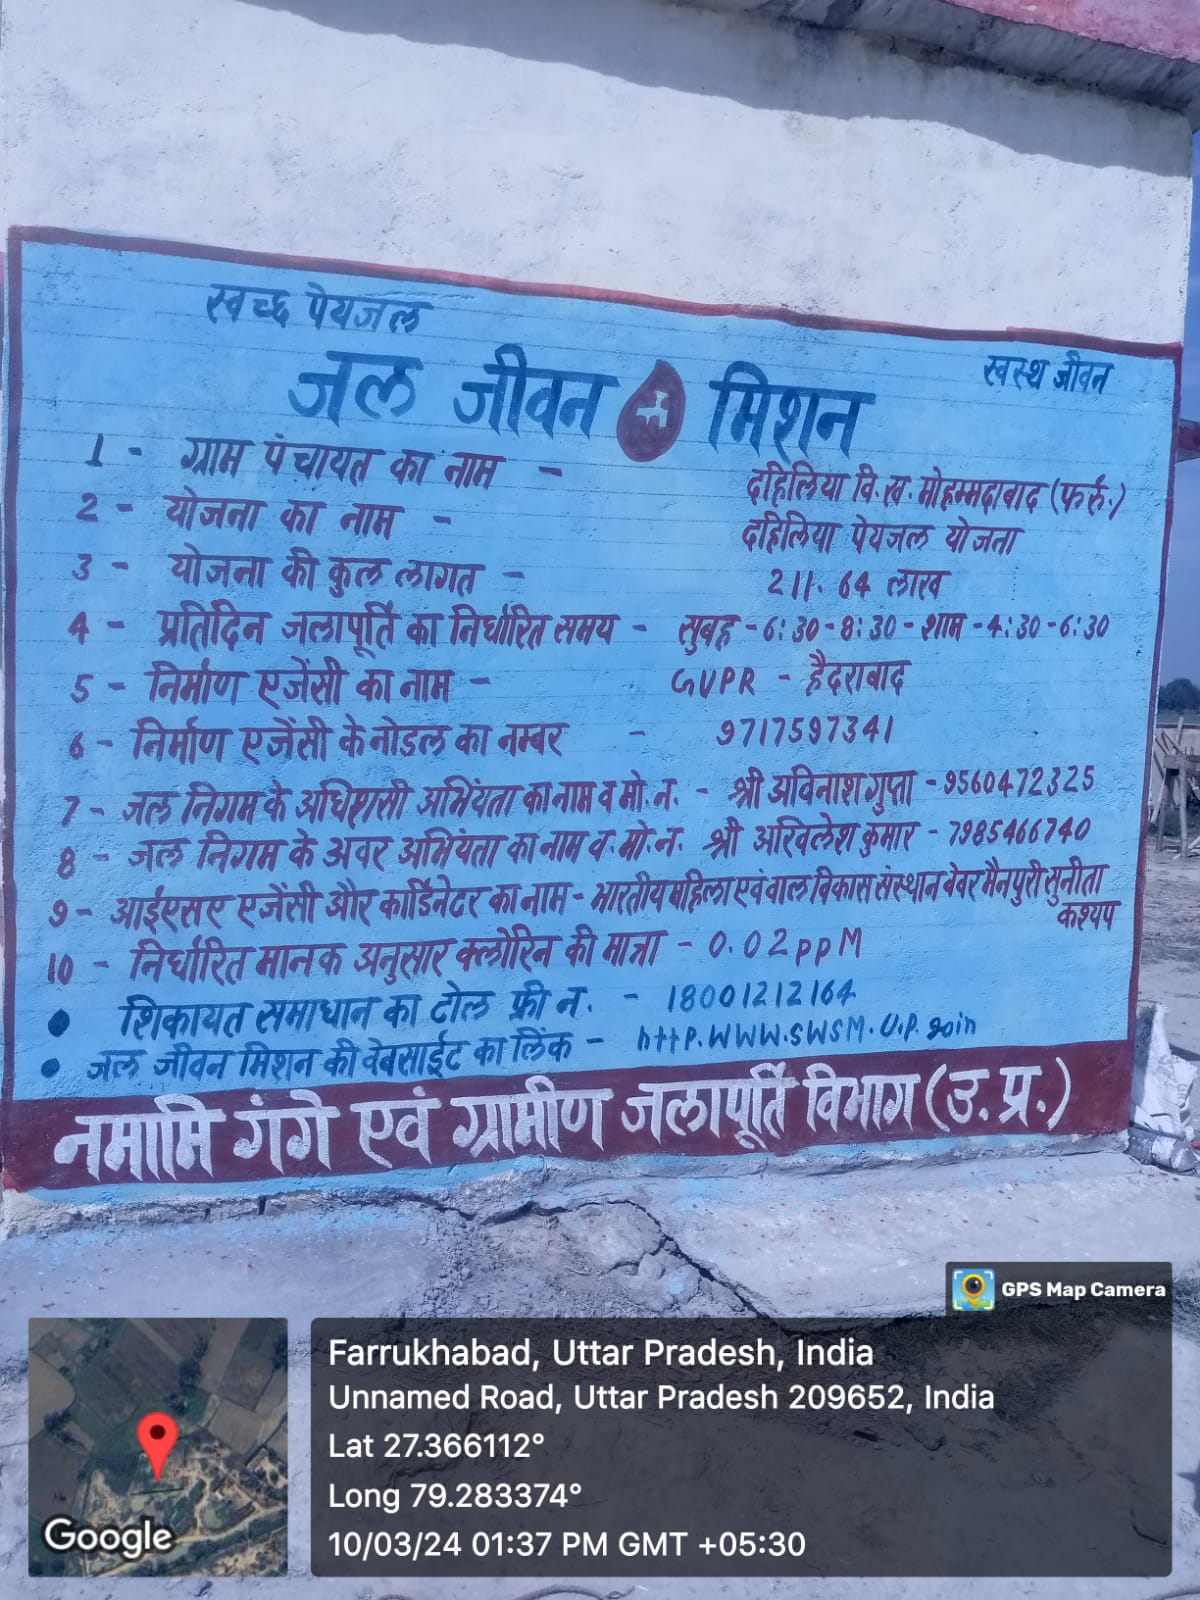 स्वच्छ पेयजल
स्वस्थ जीवन
जल जीवन मिशन
1 - ग्राम पंचायत का नाम - दहिलिया वि.ख. मोहम्मदाबाद (फर्रु.)
2 - योजना का नाम - दहिलिया पेयजल योजना
3 - योजना की कुल लागत - 211.64 लाख
4 - प्रतिदिन जलापूर्ति का निर्धारित समय - सुबह - 6:30 - 8:30 - शाम - 4:30 - 6:30
5 - निर्माण एजेंसी का नाम - GVPR - हैदराबाद
6 - निर्माण एजेंसी के नोडल का नम्बर - 9717597341
7 - जल निगम के अधिशासी अभियंता का नाम व मो.न. - श्री अविनाश गुप्ता - 9560472325
8 - जल निगम के अवर अभियंता का नाम व. मो.न. श्री अखिलेश कुमार - 7985466740
9 - आईएसए एजेंसी और कार्डिनेटर का नाम - भारतीय महिला एवं वाल विकास संस्थान वेवर मैनपुरी सुनीता
कश्यप
10 - निर्धारित मानक अनुसार क्लोरिन की मात्रा - 0.02ppM
• शिकायत समाधान का टोल फ्री न. - 18001212164
• जल जीवन मिशन की वेबसाईट का लिंक - http.WWW.SWSM.U.P.goin
नमामि गंगे एवं ग्रामीण जलापूर्ति विभाग (उ.प्र.)
GPS Map Camera
Farrukhabad, Uttar Pradesh, India
Unnamed Road, Uttar Pradesh 209652, India
Lat 27.366112°
Long 79.283374°
10/03/24 01:37 PM GMT +05:30
Google